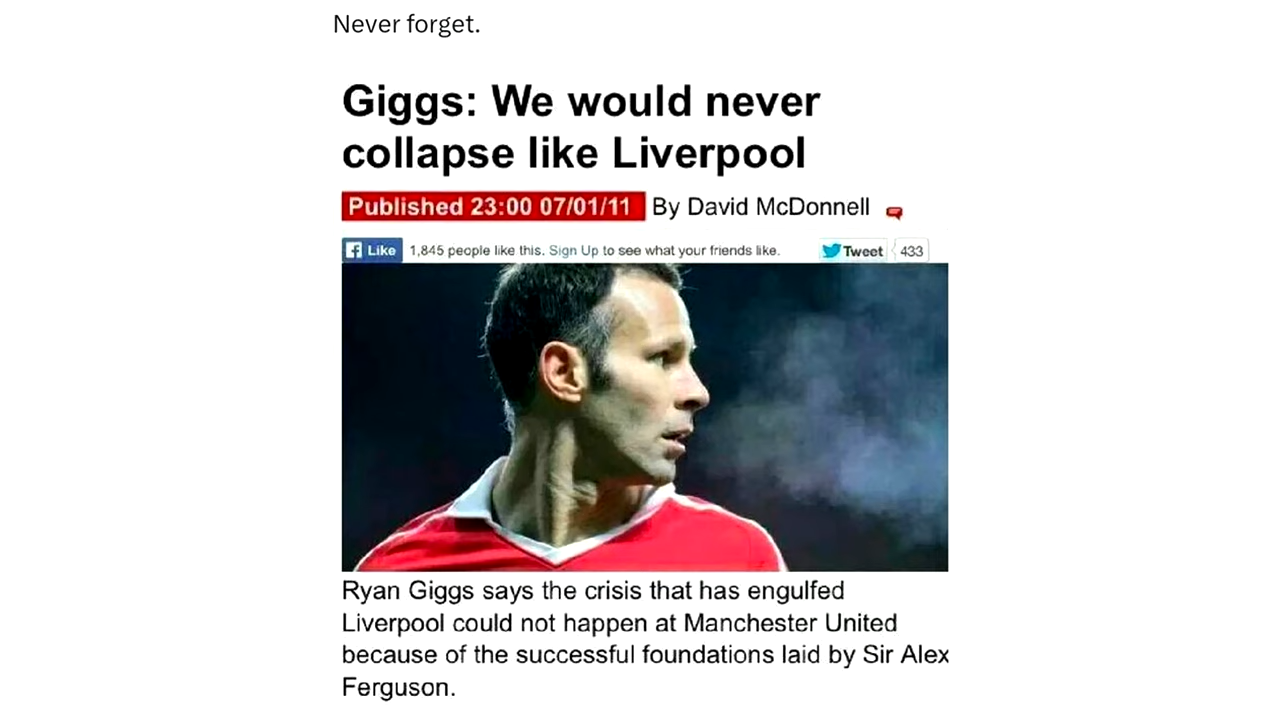 Never forget.
Giggs: We would never
collapse like Liverpool
Published 23:00 07/01/11 By David McDonnell
Like 1,845 people like this. Sign Up to see what your friends like. Tweet 433
Ryan Giggs says the crisis that has engulfed
Liverpool could not happen at Manchester United
because of the successful foundations laid by Sir Alex
Ferguson.